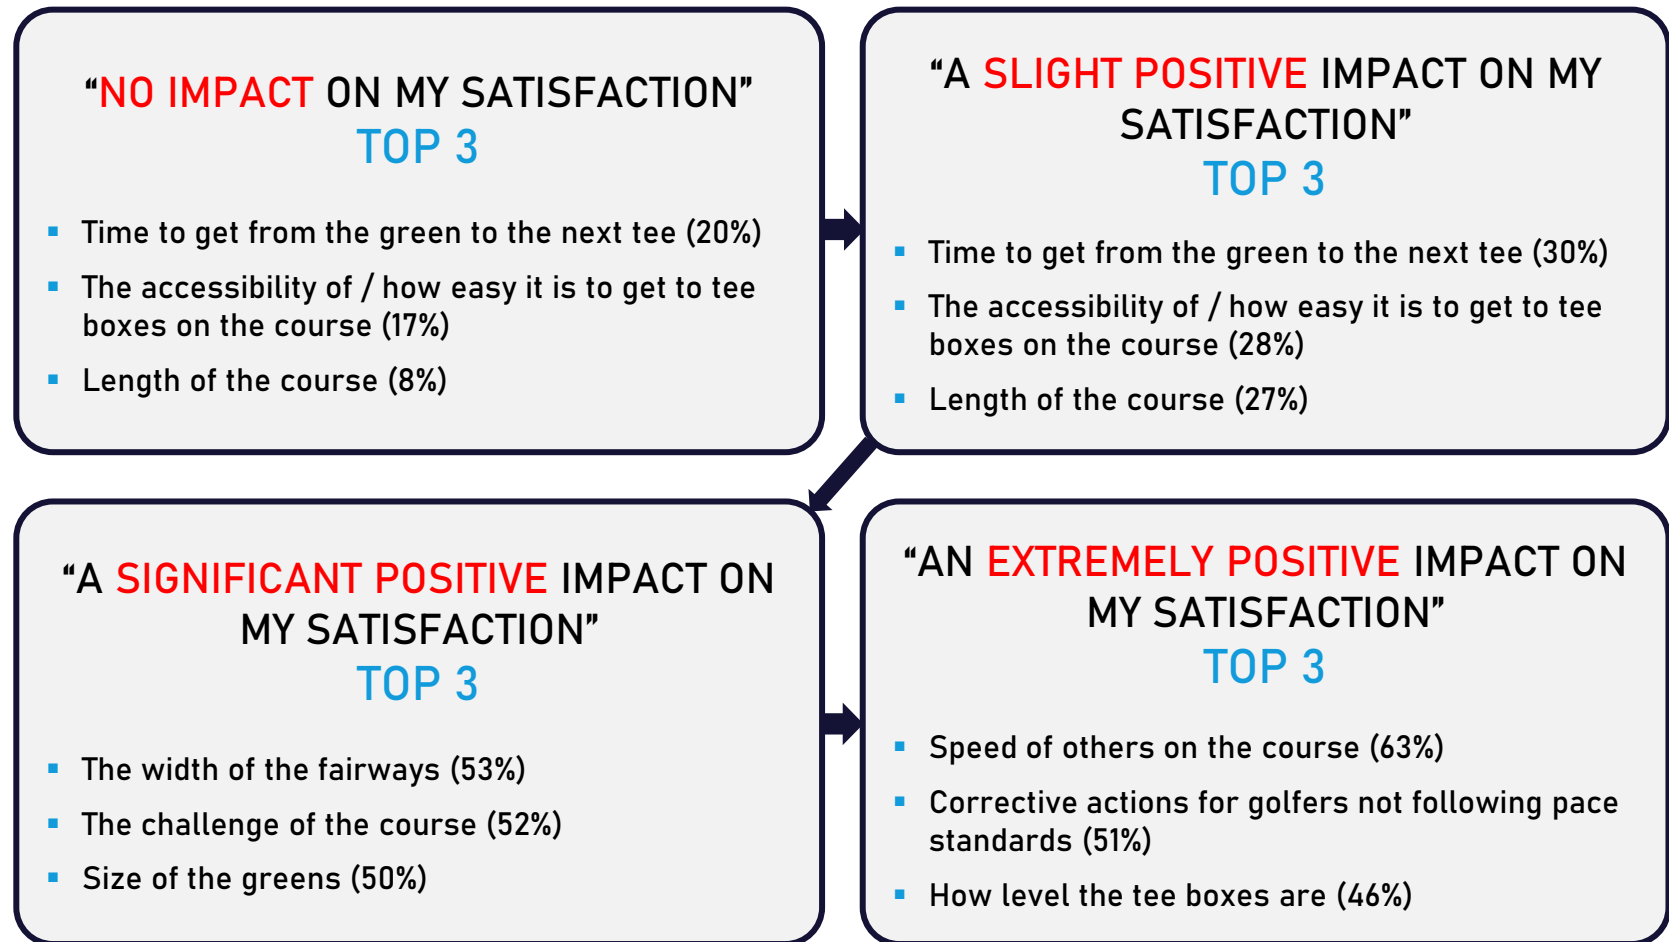 “NO IMPACT ON MY SATISFACTION”
TOP 3
▪ Time to get from the green to the next tee (20%)
▪ The accessibility of / how easy it is to get to tee
boxes on the course (17%)
▪ Length of the course (8%)
“A SLIGHT POSITIVE IMPACT ON MY
SATISFACTION”
TOP 3
▪ Time to get from the green to the next tee (30%)
▪ The accessibility of / how easy it is to get to tee
boxes on the course (28%)
▪ Length of the course (27%)
“A SIGNIFICANT POSITIVE IMPACT ON
MY SATISFACTION”
TOP 3
▪ The width of the fairways (53%)
▪ The challenge of the course (52%)
▪ Size of the greens (50%)
“AN EXTREMELY POSITIVE IMPACT ON
MY SATISFACTION”
TOP 3
▪ Speed of others on the course (63%)
▪ Corrective actions for golfers not following pace
standards (51%)
▪ How level the tee boxes are (46%)